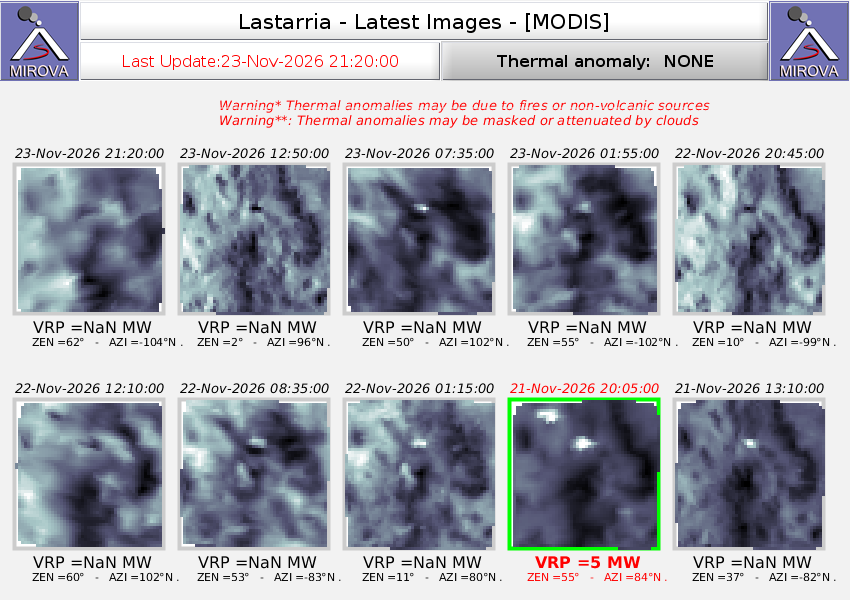 Lastarria - Latest Images - [MODIS]
MIROVA
Last Update:23-Nov-2026 21:20:00
Thermal anomaly: NONE
MIROVA
Warning* Thermal anomalies may be due to fires or non-volcanic sources
Warning**: Thermal anomalies may be masked or attenuated by clouds
23-Nov-2026 21:20:00
23-Nov-2026 12:50:00
23-Nov-2026 07:35:00
23-Nov-2026 01:55:00
22-Nov-2026 20:45:00
VRP =NaN MW
VRP =NaN MW
VRP =NaN MW
VRP =NaN MW
VRP =NaN MW
ZEN =62° - AZI =-104°N .
ZEN =2° - AZI =96°N .
ZEN =50° - AZI =102°N .
ZEN =55° - AZI =-102°N .
ZEN =10° - AZI =-99°N .
22-Nov-2026 12:10:00
22-Nov-2026 08:35:00
22-Nov-2026 01:15:00
21-Nov-2026 20:05:00
21-Nov-2026 13:10:00
VRP =NaN MW
VRP =NaN MW
VRP =NaN MW
VRP =5 MW
VRP =NaN MW
ZEN =60° - AZI =102°N .
ZEN =53° - AZI =-83°N .
ZEN =11° - AZI =80°N .
ZEN =55° - AZI =84°N .
ZEN =37° - AZI =-82°N .